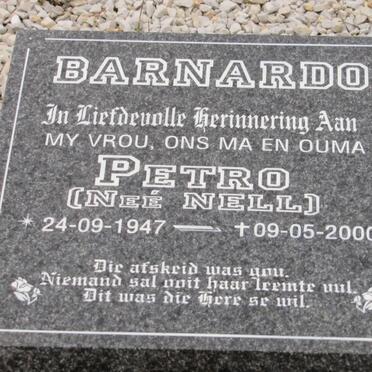 BARNARDO
In Liefdevolle Herinnering Aan
MY VROU, ONS MA EN OUMA
PETRO
(NEÉ NELL)
* 24-09-1947 — †09-05-2000
Die afskeid was gou.
Niemand sal ooit haar leemte vul.
Dit was die Here se wil.